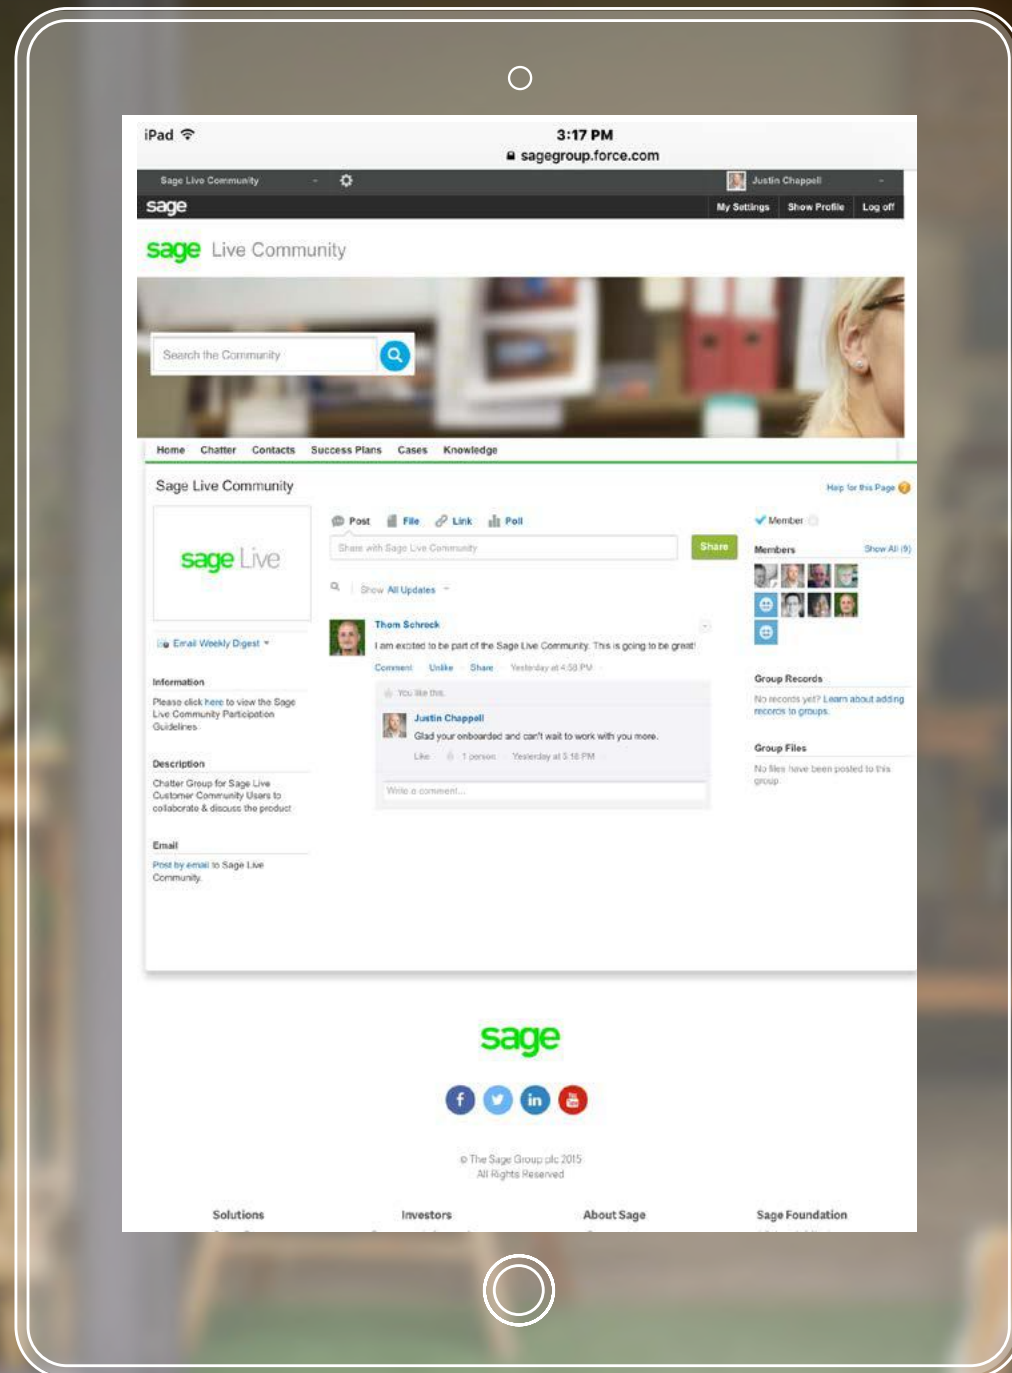 iPad
3:17 PM
sagegroup.force.com
Sage Live Community
Justin Chappell
sage
My Settings Show Profile Log off
sage Live Community
Search the Community
Home Chatter Contacts Success Plans Cases Knowledge
Sage Live Community
Help for this Page
sage Live
Email Weekly Digest
Information
Please click here to view the Sage
Live Community Participation
Guidelines
Description
Chatter Group for Sage Live
Customer Community Users to
collaborate & discuss the product
Email
Post by email to Sage Live
Community.
Post File Link Poll
Share with Sage Live Community
Share
Show All Updates
Thom Schrock
I am excited to be part of the Sage Live Community. This is going to be great!
Comment Unlike Share Yesterday at 4:58 PM
You like this.
Justin Chappell
Glad your onboarded and can't wait to work with you more.
Like 1 person Yesterday at 5:18 PM
Write a comment...
Member
Members Show All (9)
Group Records
No records yet? Learn about adding
records to groups.
Group Files
No files have been posted to this
group.
sage
f in You Tube
© The Sage Group plc 2015
All Rights Reserved
Solutions Investors About Sage Sage Foundation